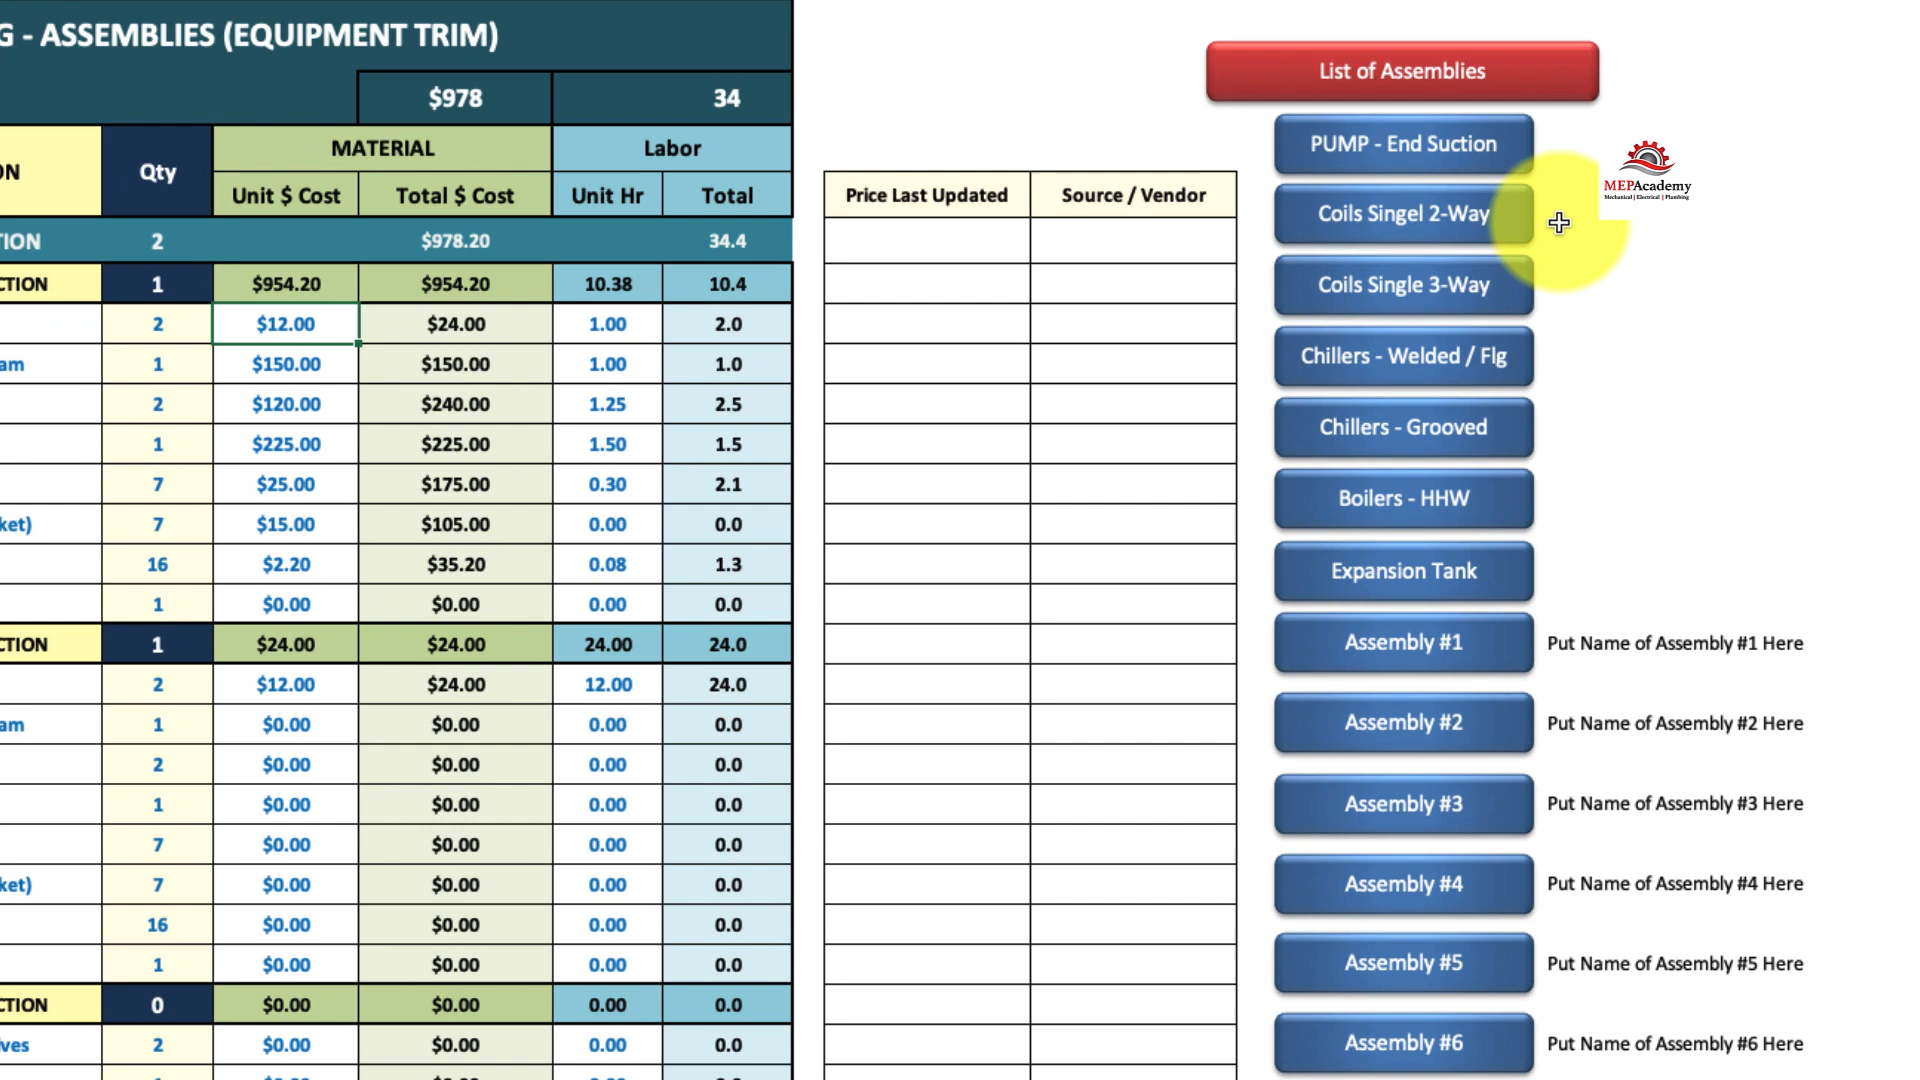 G - ASSEMBLIES (EQUIPMENT TRIM)
$978 34
ON Qty MATERIAL Labor
Unit $ Cost Total $ Cost Unit Hr Total
TION 2 $978.20 34.4
CTION 1 $954.20 $954.20 10.38 10.4
2 $12.00 $24.00 1.00 2.0
am 1 $150.00 $150.00 1.00 1.0
2 $120.00 $240.00 1.25 2.5
1 $225.00 $225.00 1.50 1.5
7 $25.00 $175.00 0.30 2.1
ket) 7 $15.00 $105.00 0.00 0.0
16 $2.20 $35.20 0.08 1.3
1 $0.00 $0.00 0.00 0.0
CTION 1 $24.00 $24.00 24.00 24.0
2 $12.00 $24.00 12.00 24.0
am 1 $0.00 $0.00 0.00 0.0
2 $0.00 $0.00 0.00 0.0
1 $0.00 $0.00 0.00 0.0
7 $0.00 $0.00 0.00 0.0
ket) 7 $0.00 $0.00 0.00 0.0
16 $0.00 $0.00 0.00 0.0
1 $0.00 $0.00 0.00 0.0
CTION 0 $0.00 $0.00 0.00 0.0
lves 2 $0.00 $0.00 0.00 0.0
Price Last Updated Source / Vendor
List of Assemblies
PUMP - End Suction
Coils Singel 2-Way
Coils Single 3-Way
Chillers - Welded / Flg
Chillers - Grooved
Boilers - HHW
Expansion Tank
Assembly #1 Put Name of Assembly #1 Here
Assembly #2 Put Name of Assembly #2 Here
Assembly #3 Put Name of Assembly #3 Here
Assembly #4 Put Name of Assembly #4 Here
Assembly #5 Put Name of Assembly #5 Here
Assembly #6 Put Name of Assembly #6 Here
MEPAcademy
Mechanical | Electrical | Plumbing